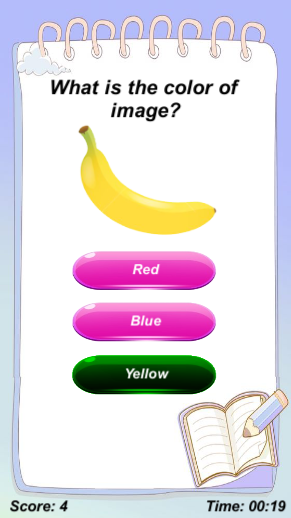 What is the color of
image?
Red
Blue
Yellow
Score: 4
Time: 00:19